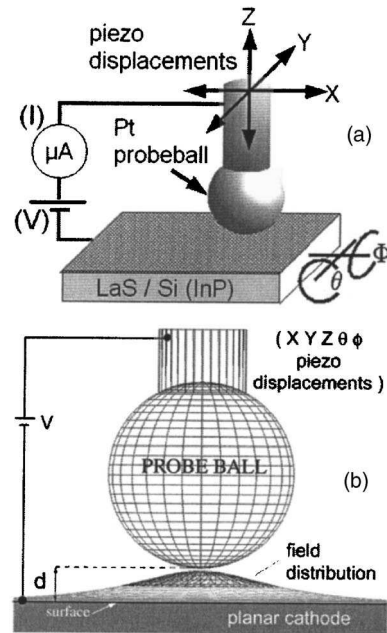 Z
Y
piezo
displacements
X
(I)
μA
Pt
probeball
(a)
(V)
LaS / Si (InP)
θ
Φ
( X Y Z θ ϕ
piezo
displacements )
V
PROBE BALL
(b)
d
field
distribution
surface
planar cathode